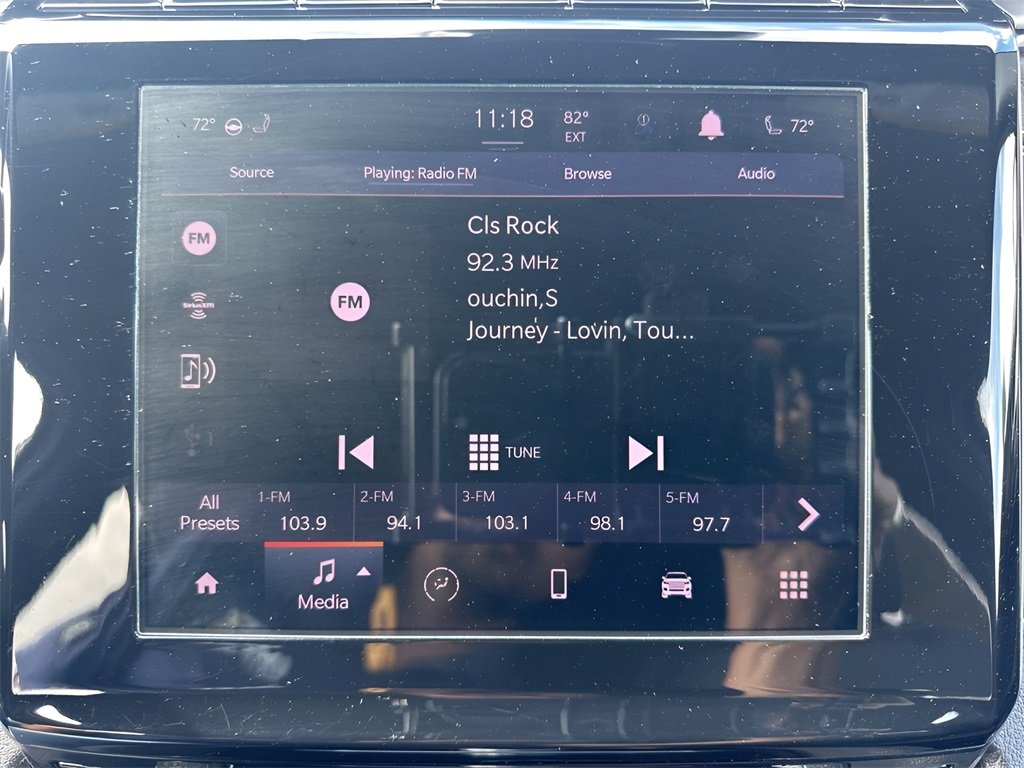 72° 11:18 82° EXT 72°
Source Playing: Radio FM Browse Audio
FM
Cls Rock
92.3 MHz
SiriusXM
FM
ouchin,S
Journey - Lovin, Tou...
1
TUNE
All Presets
1-FM 2-FM 3-FM 4-FM 5-FM
103.9 94.1 103.1 98.1 97.7
Media